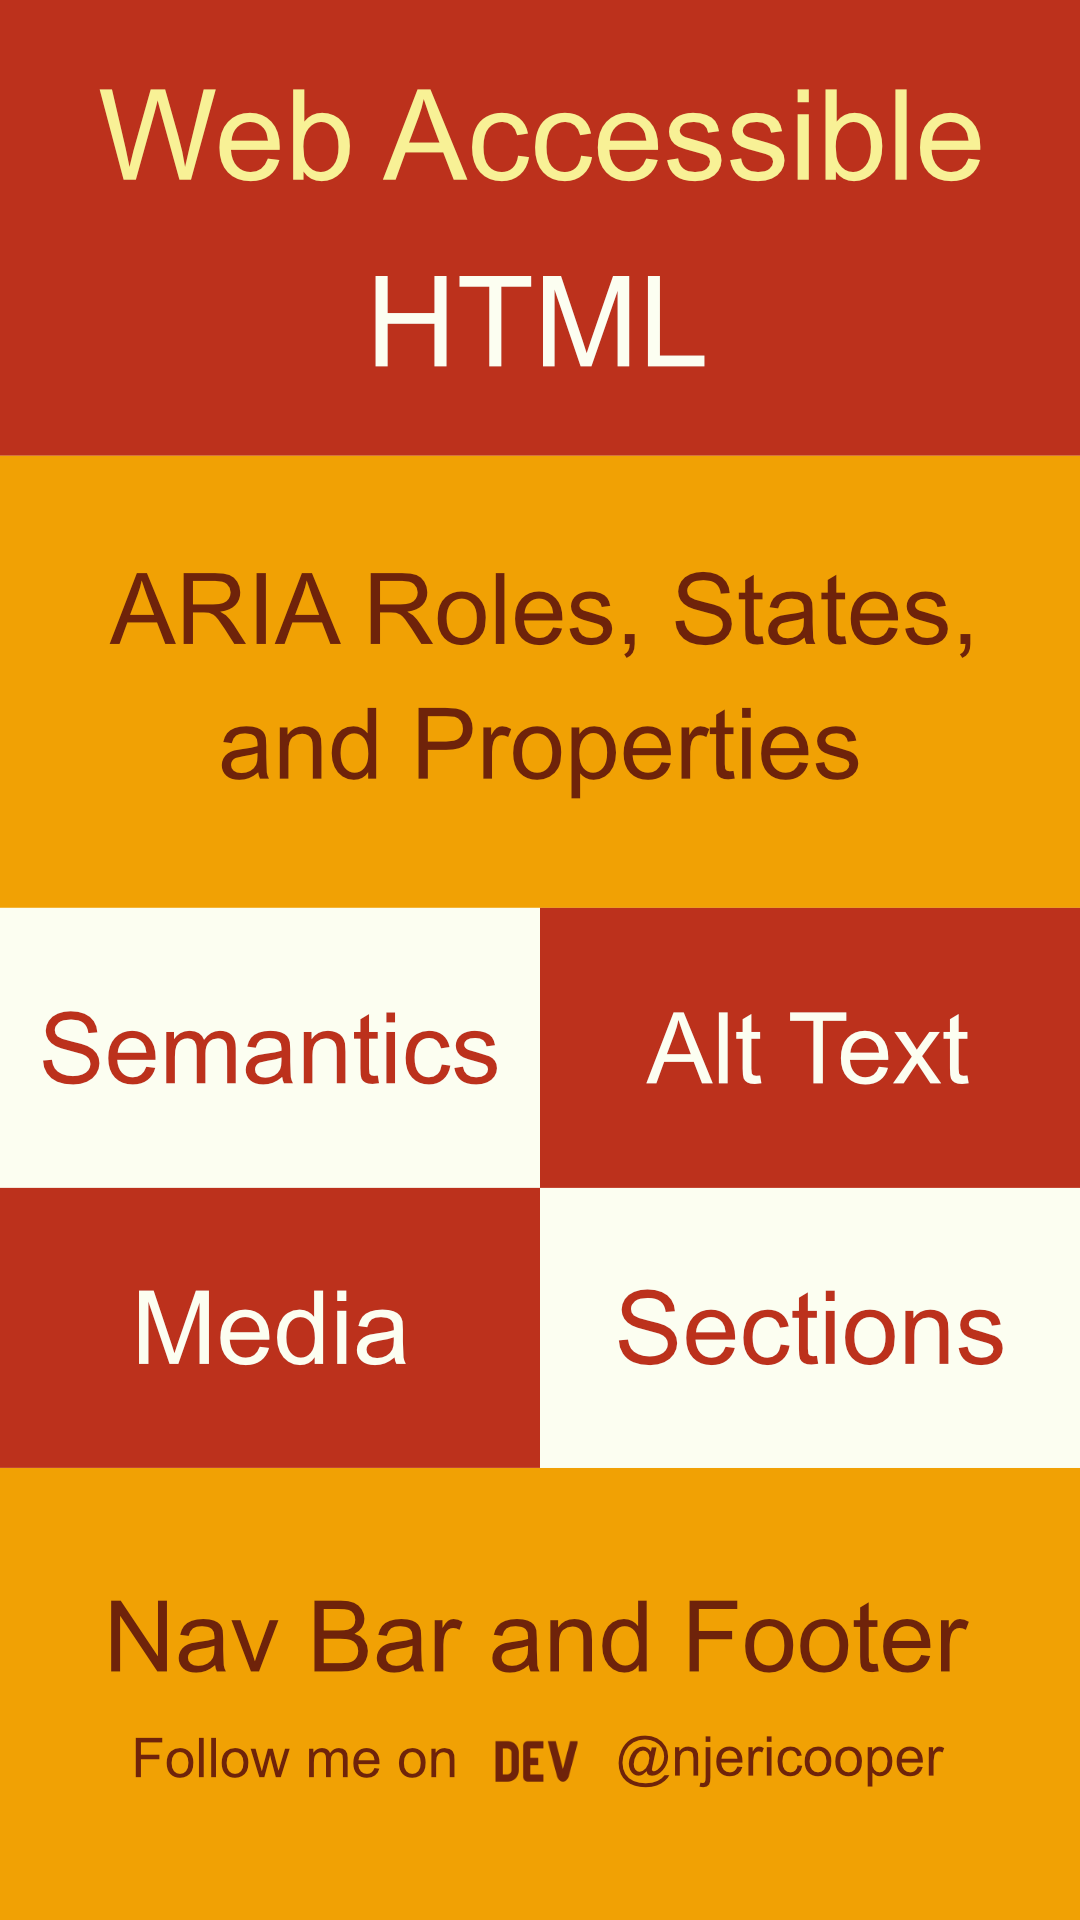 Web Accessible
HTML
ARIA Roles, States,
and Properties
Semantics
Alt Text
Media
Sections
Nav Bar and Footer
Follow me on DEV @njericooper